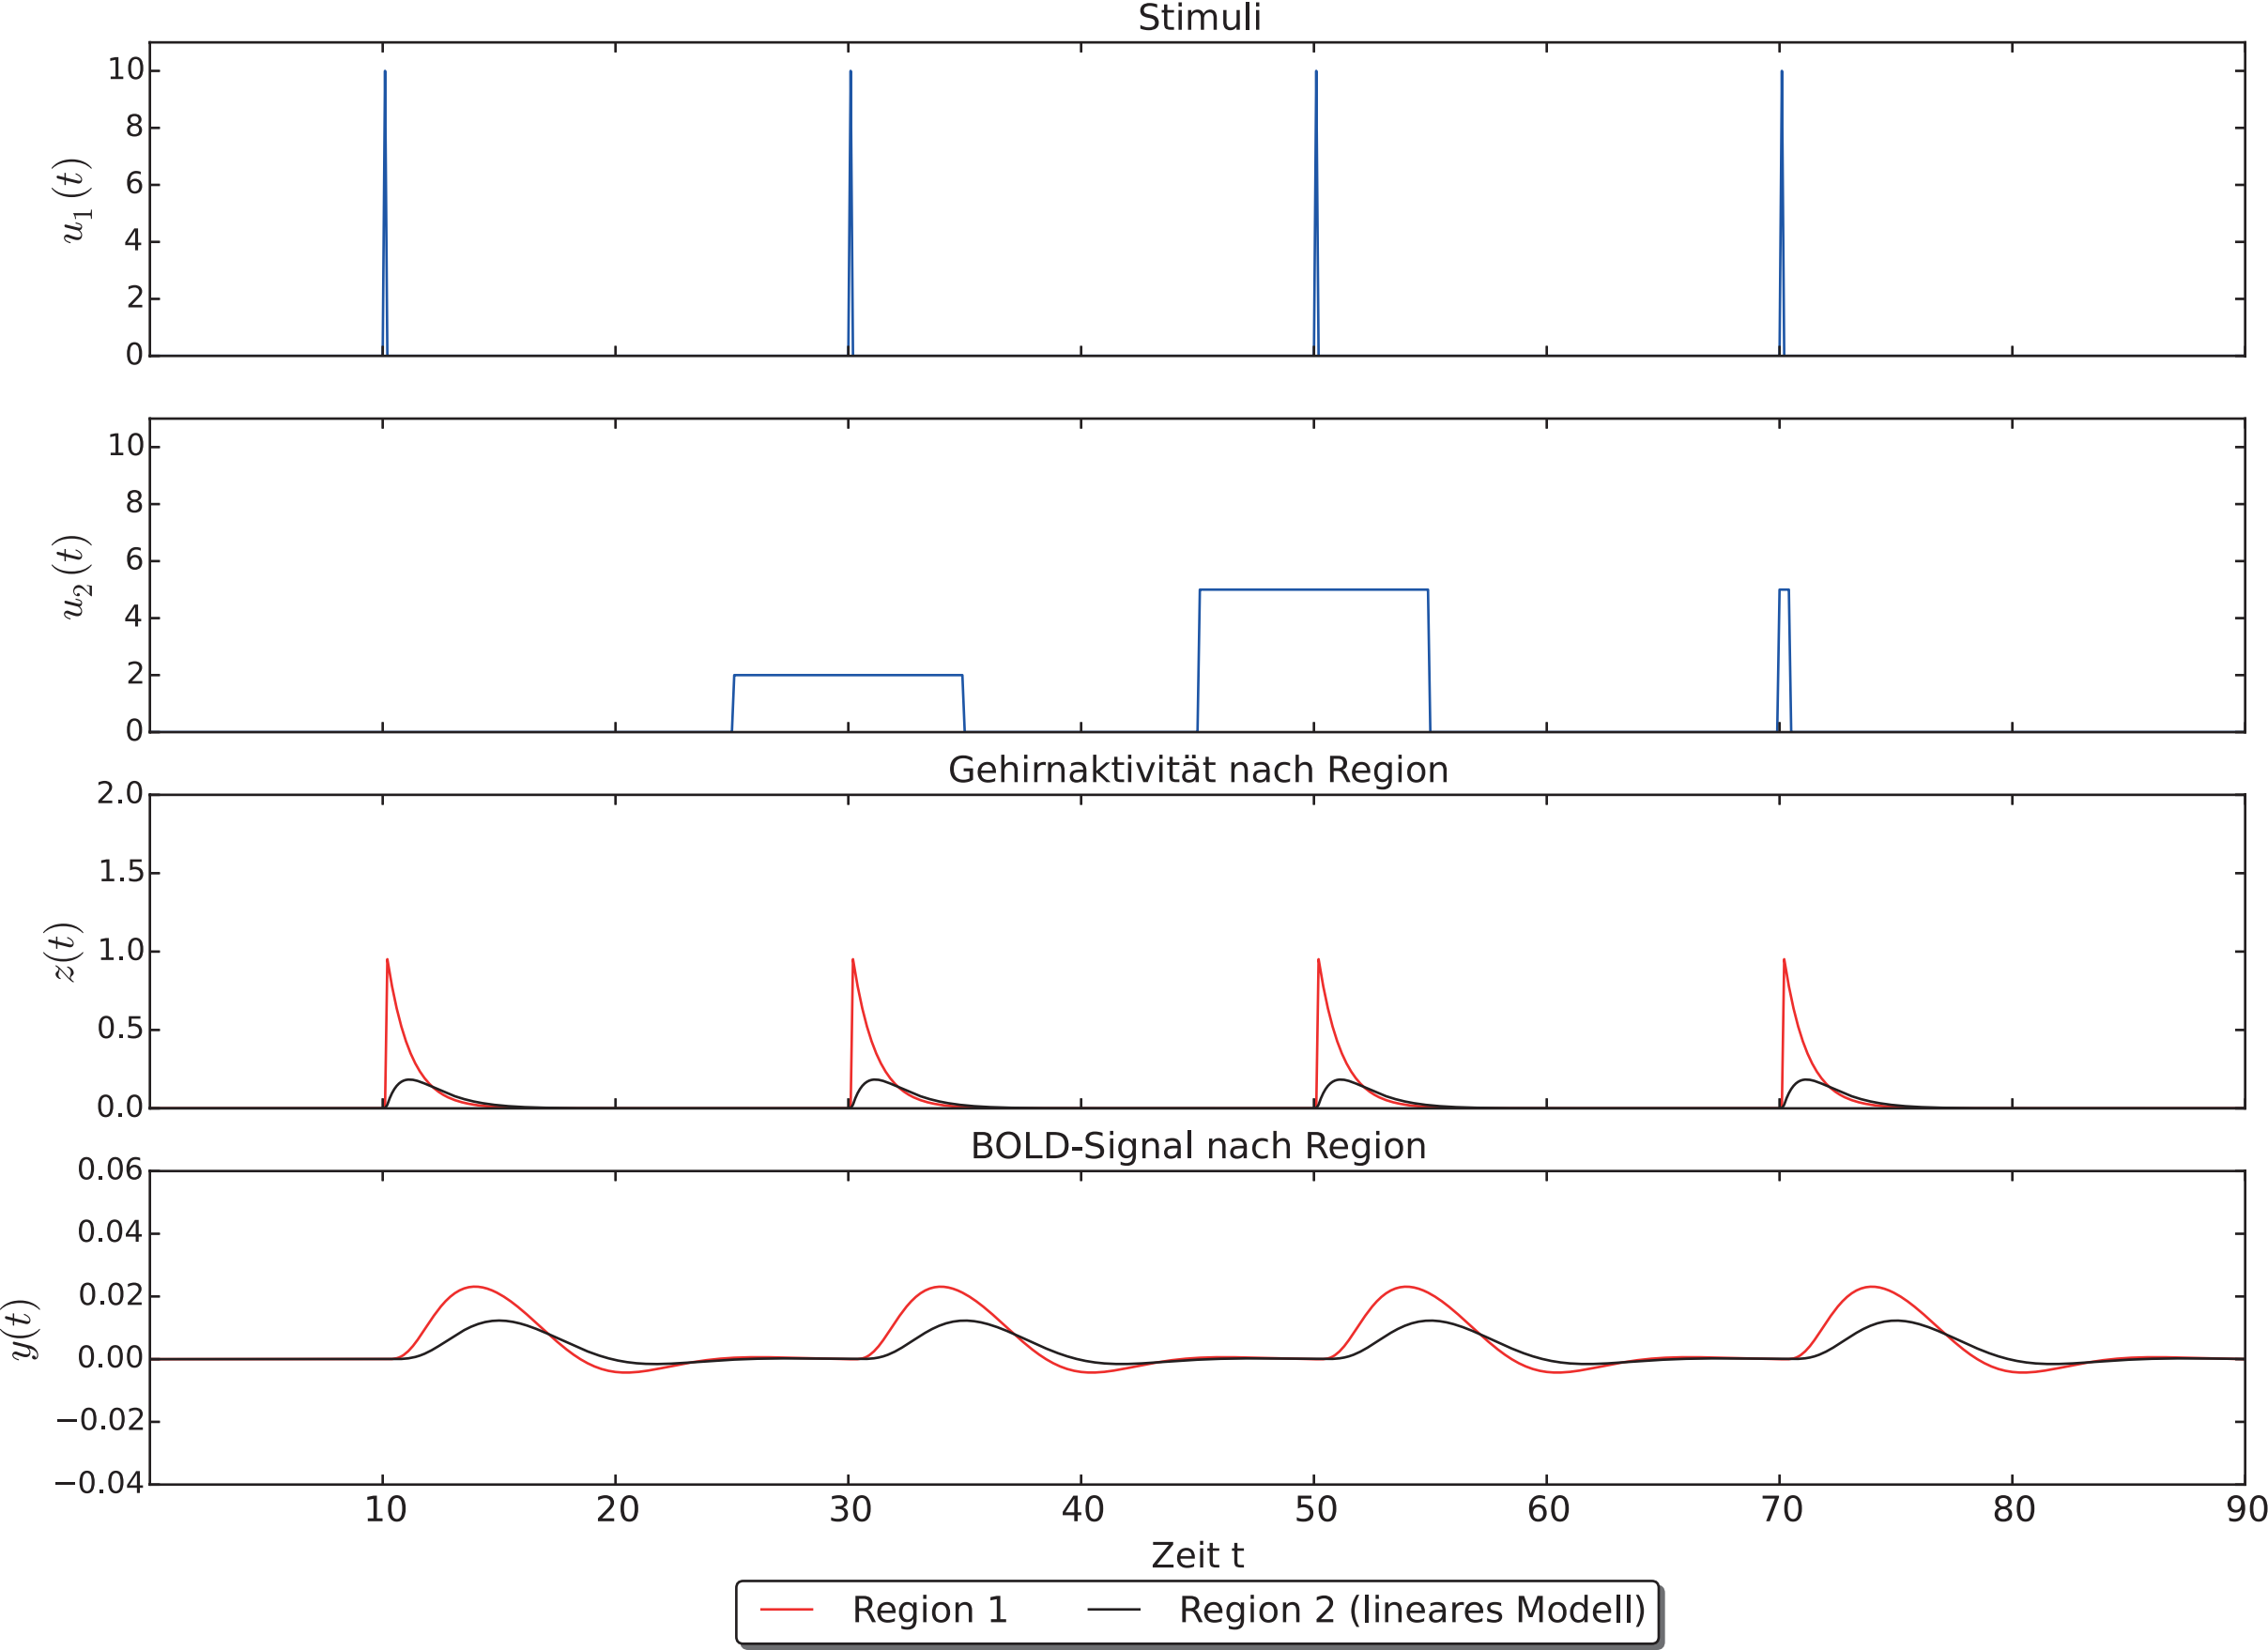 Stimuli
10
8
6
4
2
0
u₁(t)
10
8
6
4
2
0
u₂(t)
Gehirnaktivität nach Region
2.0
1.5
1.0
0.5
0.0
z(t)
BOLD-Signal nach Region
0.06
0.04
0.02
0.00
−0.02
−0.04
y(t)
10 20 30 40 50 60 70 80 90
Zeit t
Region 1 Region 2 (lineares Modell)